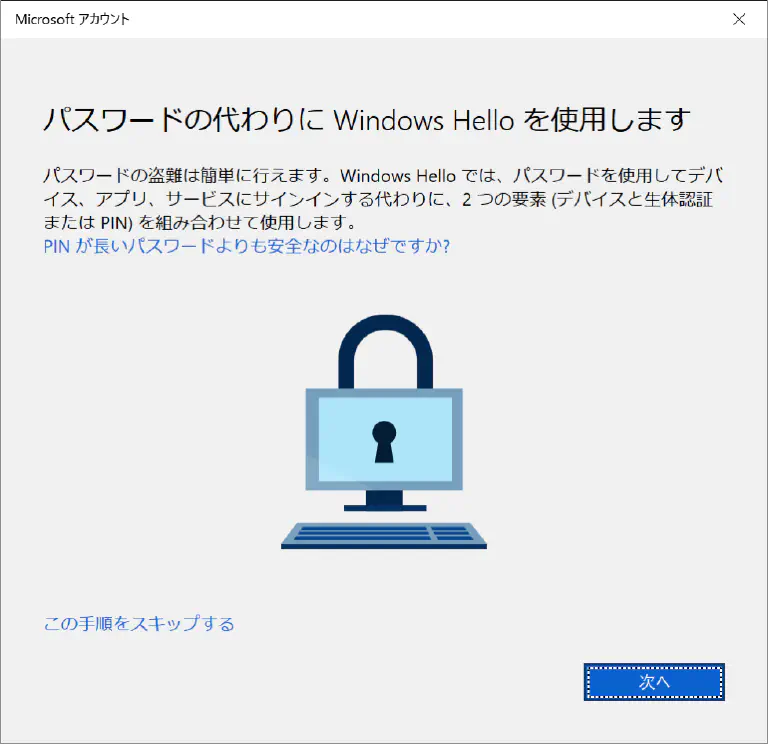 Microsoft アカウント
パスワードの代わりに Windows Hello を使用します
パスワードの盗難は簡単に行えます。Windows Hello では、パスワードを使用してデバ
イス、アプリ、サービスにサインインする代わりに、2 つの要素 (デバイスと生体認証
または PIN) を組み合わせて使用します。
PIN が長いパスワードよりも安全なのはなぜですか?
この手順をスキップする
次へ